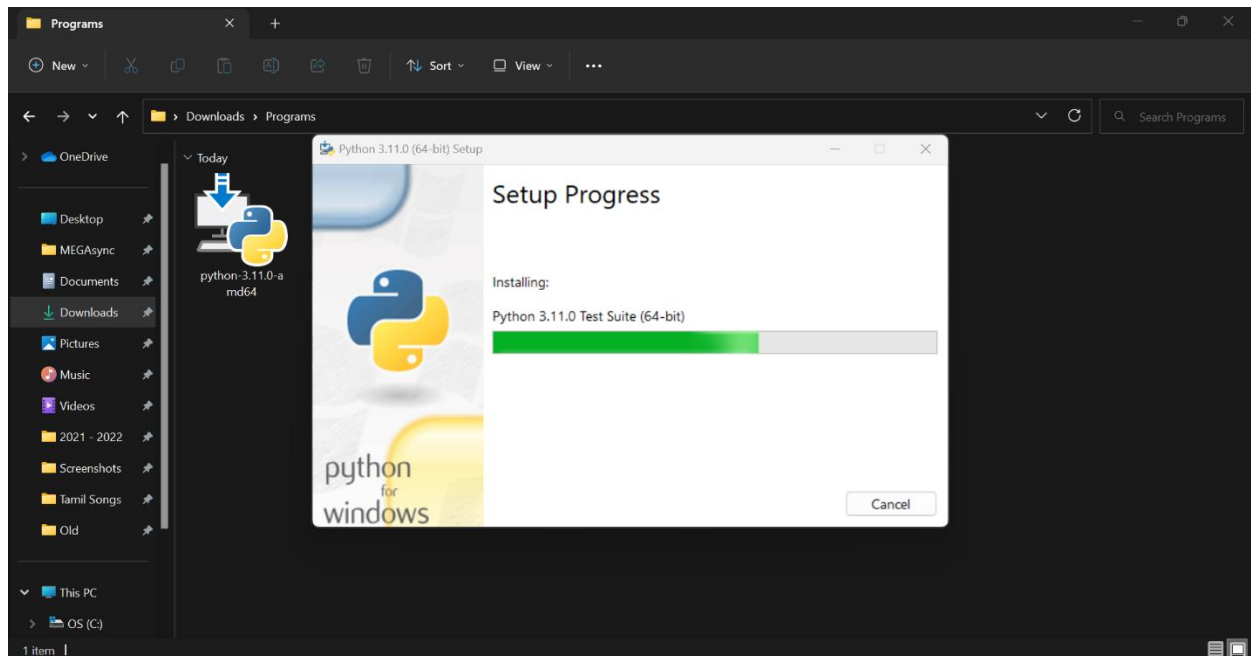 Programs
New
Sort
View
Downloads > Programs
Search Programs
OneDrive
Desktop
MEGAsync
Documents
Downloads
Pictures
Music
Videos
2021 - 2022
Screenshots
Tamil Songs
Old
This PC
OS (C:)
Today
python-3.11.0-a
md64
Python 3.11.0 (64-bit) Setup
Setup Progress
Installing:
Python 3.11.0 Test Suite (64-bit)
python
for
windows
Cancel
1 item